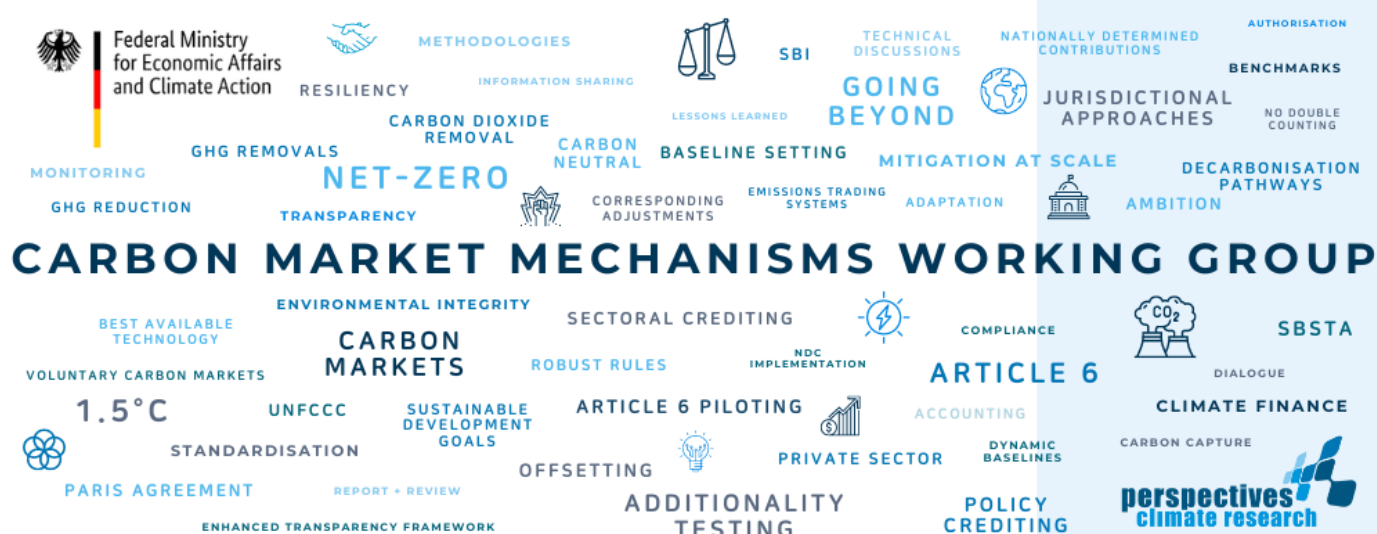 Federal Ministry
for Economic Affairs
and Climate Action
METHODOLOGIES
RESILIENCY
INFORMATION SHARING
SBI
TECHNICAL
DISCUSSIONS
NATIONALLY DETERMINED
CONTRIBUTIONS
AUTHORISATION
BENCHMARKS
GOING
BEYOND
JURISDICTIONAL
APPROACHES
NO DOUBLE
COUNTING
LESSONS LEARNED
CARBON DIOXIDE
REMOVAL
GHG REMOVALS
CARBON
NEUTRAL
BASELINE SETTING
MITIGATION AT SCALE
DECARBONISATION
PATHWAYS
MONITORING
NET-ZERO
GHG REDUCTION
TRANSPARENCY
CORRESPONDING
ADJUSTMENTS
EMISSIONS TRADING
SYSTEMS
ADAPTATION
AMBITION
CARBON MARKET MECHANISMS WORKING GROUP
ENVIRONMENTAL INTEGRITY
BEST AVAILABLE
TECHNOLOGY
CARBON
MARKETS
SECTORAL CREDITING
COMPLIANCE
CO2
SBSTA
VOLUNTARY CARBON MARKETS
ROBUST RULES
NDC
IMPLEMENTATION
ARTICLE 6
DIALOGUE
1.5°C
UNFCCC
SUSTAINABLE
DEVELOPMENT
GOALS
ARTICLE 6 PILOTING
$
ACCOUNTING
CLIMATE FINANCE
STANDARDISATION
OFFSETTING
PRIVATE SECTOR
DYNAMIC
BASELINES
CARBON CAPTURE
PARIS AGREEMENT
REPORT + REVIEW
ADDITIONALITY
TESTING
POLICY
CREDITING
ENHANCED TRANSPARENCY FRAMEWORK
perspectives
climate research